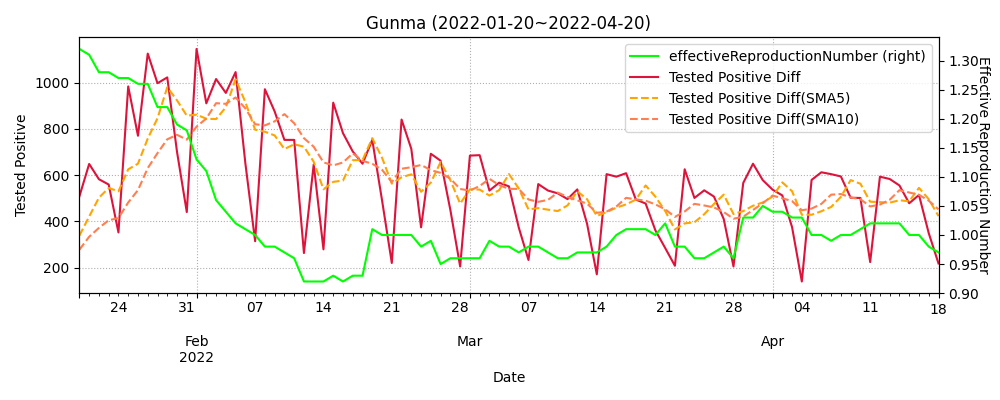 Gunma (2022-01-20~2022-04-20)
effectiveReproductionNumber (right)
Tested Positive Diff
Tested Positive Diff(SMA5)
Tested Positive Diff(SMA10)
Tested Positive
1000
800
600
400
200
Effective Reproduction Number
1.30
1.25
1.20
1.15
1.10
1.05
1.00
0.95
0.90
24 31 07 14 21 28 07 14 21 28 04 11 18
Feb Mar Apr
2022
Date